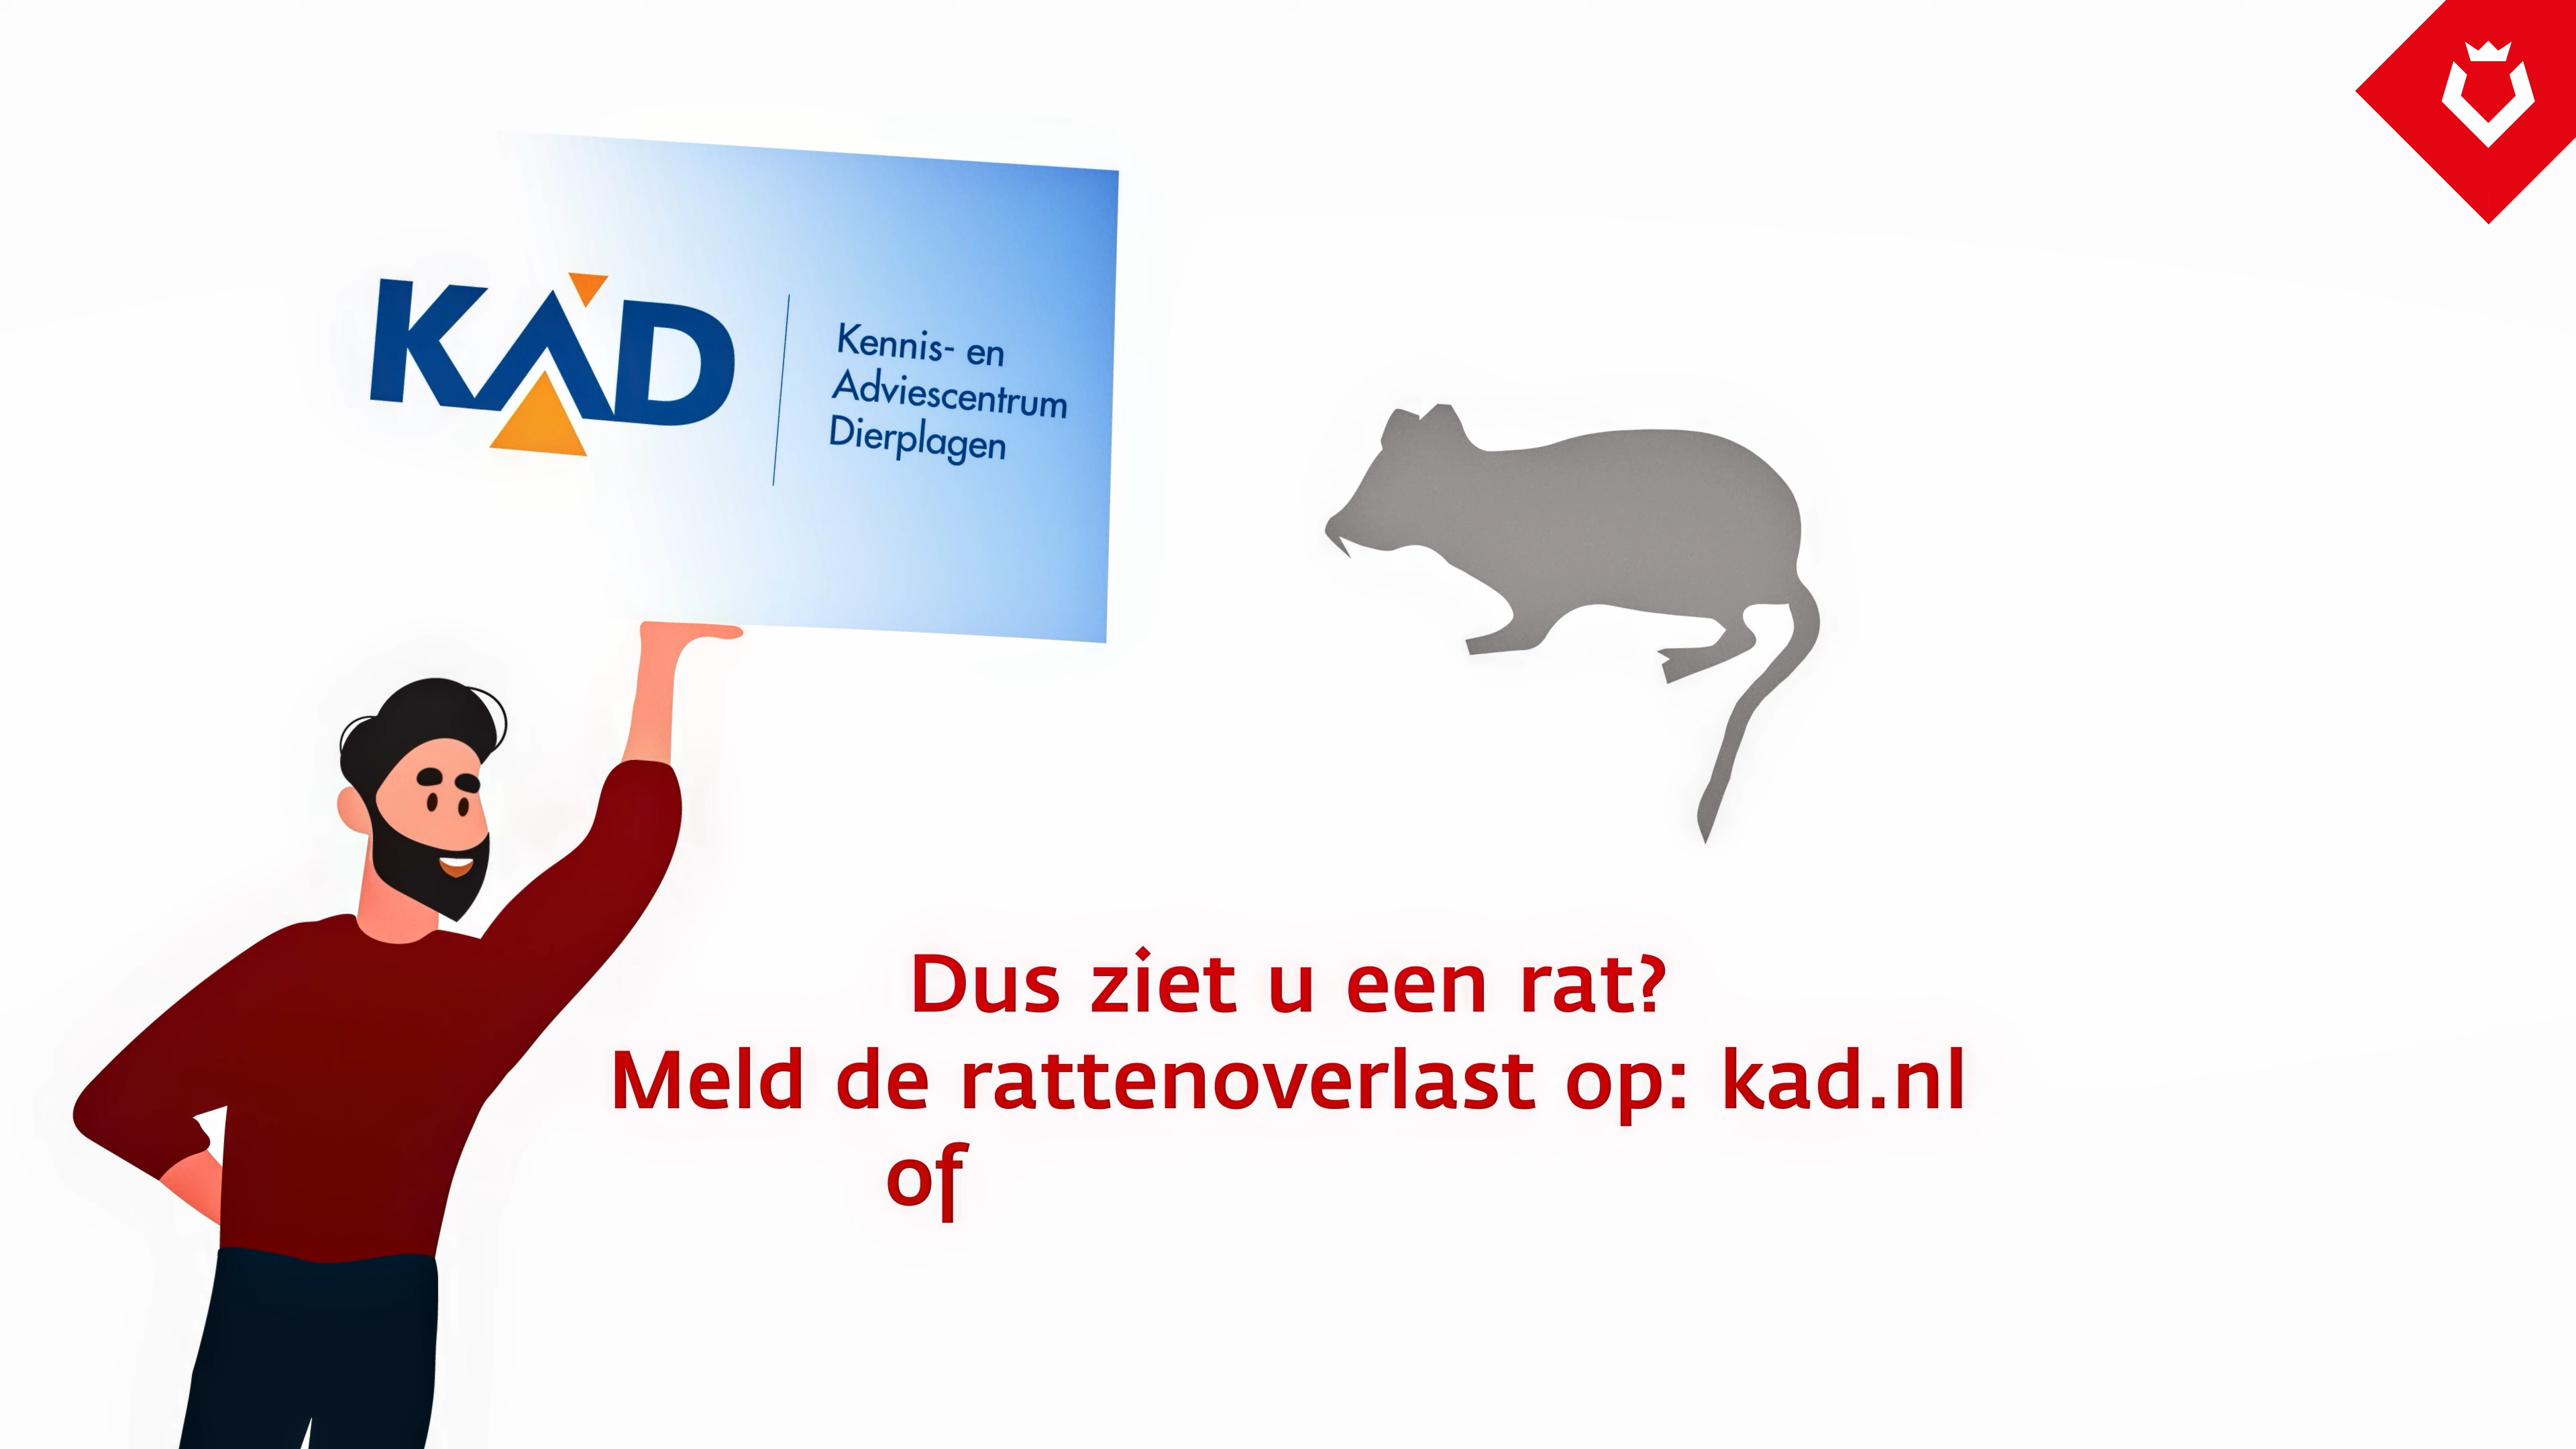 KAD
Kennis- en
Adviescentrum
Dierplagen
Dus ziet u een rat?
Meld de rattenoverlast op: kad.nl
of